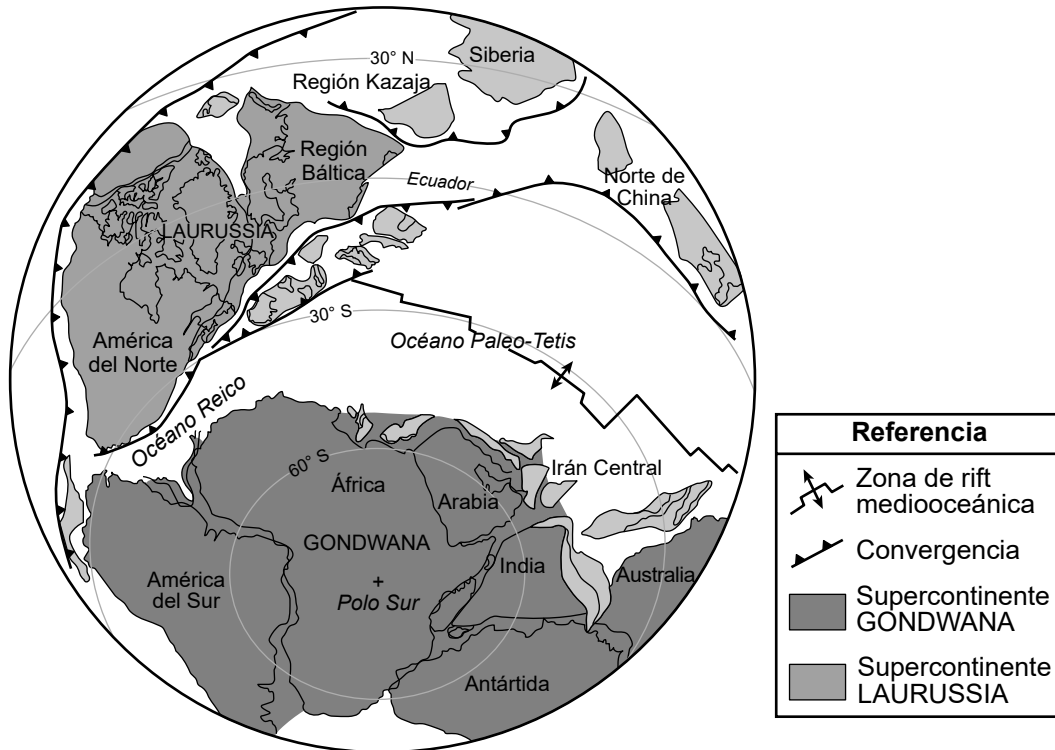 Siberia
30° N
Región Kazaja
Región
Báltica
Ecuador
Norte de
China
LAURUSSIA
30° S
América
del Norte
Océano Paleo-Tetis
Océano Reico
60° S
África
Arabia
Irán Central
GONDWANA
India
Australia
América
del Sur
+
Polo Sur
Antártida
Referencia
Zona de rift
mediooceánica
Convergencia
Supercontinente
GONDWANA
Supercontinente
LAURUSSIA